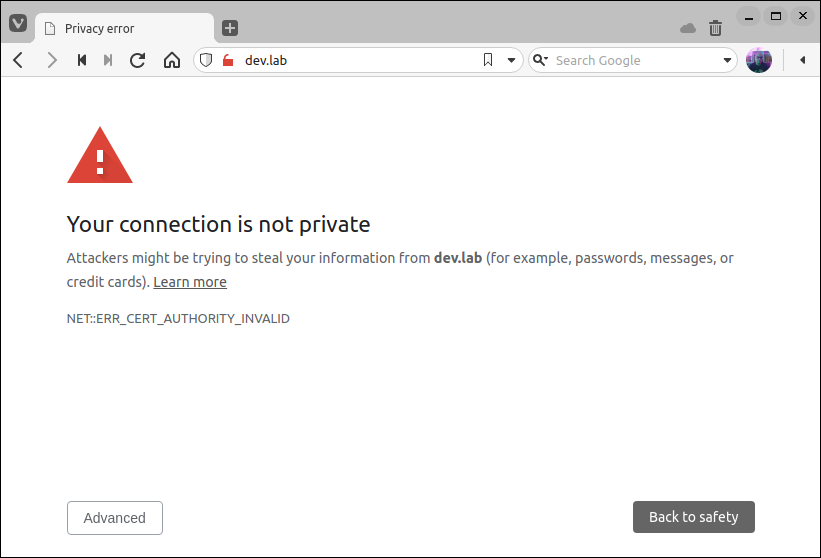 Privacy error
dev.lab
Search Google
Your connection is not private
Attackers might be trying to steal your information from dev.lab (for example, passwords, messages, or
credit cards). Learn more
NET::ERR_CERT_AUTHORITY_INVALID
Advanced
Back to safety